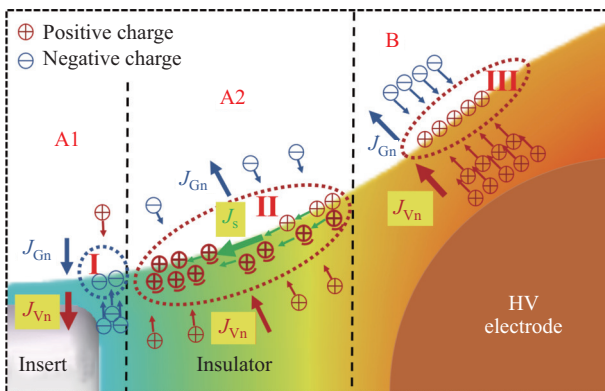 Positive charge
Negative charge
A1
A2
B
I
II
III
J_Gn
J_Gn
J_Gn
J_s
J_Vn
J_Vn
J_Vn
Insert
Insulator
HV
electrode